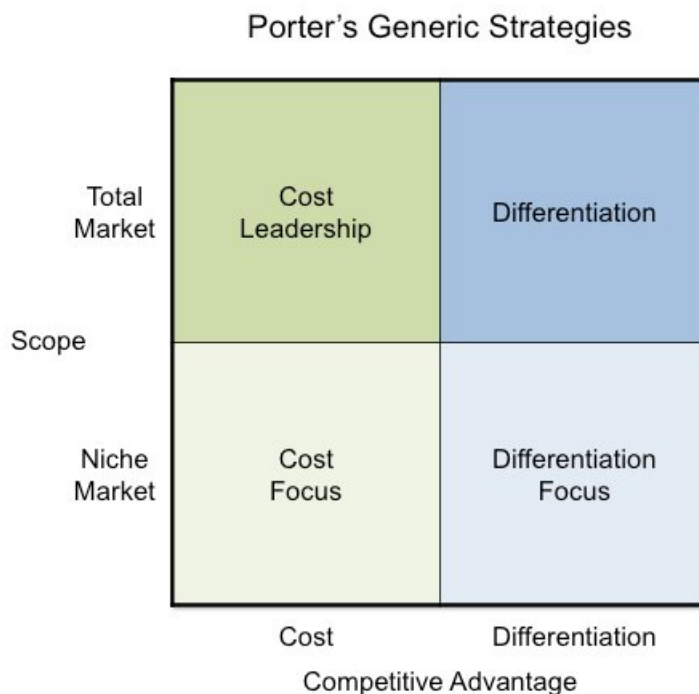 Porter’s Generic Strategies
Total
Market
Cost
Leadership
Differentiation
Scope
Niche
Market
Cost
Focus
Differentiation
Focus
Cost
Differentiation
Competitive Advantage